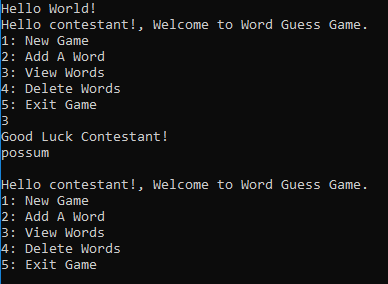 Hello World!
Hello contestant!, Welcome to Word Guess Game.
1: New Game
2: Add A Word
3: View Words
4: Delete Words
5: Exit Game
3
Good Luck Contestant!
possum

Hello contestant!, Welcome to Word Guess Game.
1: New Game
2: Add A Word
3: View Words
4: Delete Words
5: Exit Game